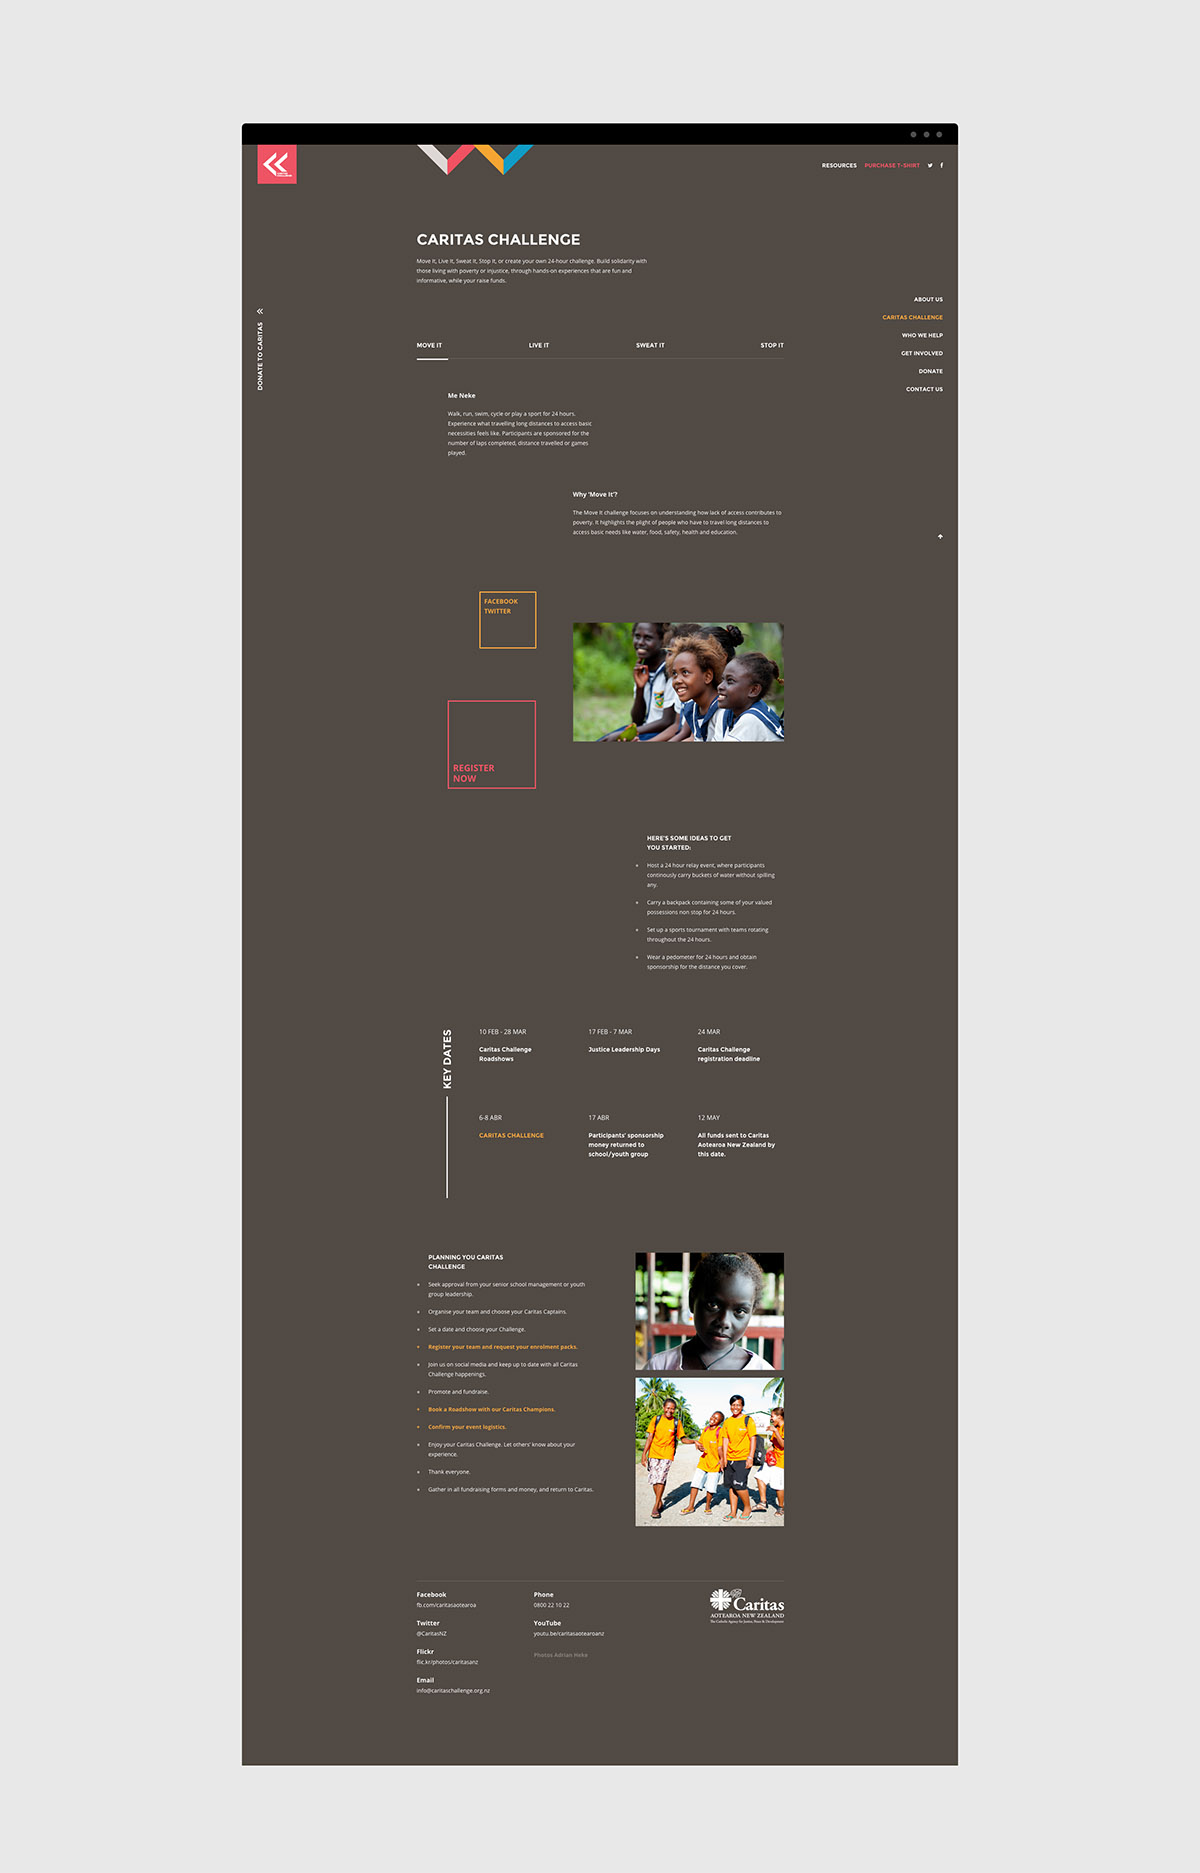 RESOURCES PURCHASE T-SHIRT
CARITAS CHALLENGE
Move It, Live It, Sweat It, Stop It, or create your own 24-hour challenge. Build solidarity with
those living with poverty or injustice, through hands-on experiences that are fun and
informative, while your raise funds.
DONATE TO CARITAS
ABOUT US
CARITAS CHALLENGE
WHO WE HELP
GET INVOLVED
DONATE
CONTACT US
MOVE IT LIVE IT SWEAT IT STOP IT
Me Neke
Walk, run, swim, cycle or play a sport for 24 hours.
Experience what travelling long distances to access basic
necessities feels like. Participants are sponsored for the
number of laps completed, distance travelled or games
played.
Why 'Move It'?
The Move It challenge focuses on understanding how lack of access contributes to
poverty. It highlights the plight of people who have to travel long distances to
access basic needs like water, food, safety, health and education.
FACEBOOK
TWITTER
REGISTER
NOW
HERE'S SOME IDEAS TO GET
YOU STARTED:
Host a 24 hour relay event, where participants
continously carry buckets of water without spilling
any.
Carry a backpack containing some of your valued
possessions non stop for 24 hours.
Set up a sports tournament with teams rotating
throughout the 24 hours.
Wear a pedometer for 24 hours and obtain
sponsorship for the distance you cover.
KEY DATES
10 FEB - 28 MAR
Caritas Challenge
Roadshows
17 FEB - 7 MAR
Justice Leadership Days
24 MAR
Caritas Challenge
registration deadline
6-8 ABR
CARITAS CHALLENGE
17 ABR
Participants' sponsorship
money returned to
school/youth group
12 MAY
All funds sent to Caritas
Aotearoa New Zealand by
this date.
PLANNING YOU CARITAS
CHALLENGE
Seek approval from your senior school management or youth
group leadership.
Organise your team and choose your Caritas Captains.
Set a date and choose your Challenge.
Register your team and request your enrolment packs.
Join us on social media and keep up to date with all Caritas
Challenge happenings.
Promote and fundraise.
Book a Roadshow with our Caritas Champions.
Confirm your event logistics.
Enjoy your Caritas Challenge. Let others' know about your
experience.
Thank everyone.
Gather in all fundraising forms and money, and return to Caritas.
Facebook
fb.com/caritasaotearoa
Twitter
@CaritasNZ
Flickr
flic.kr/photos/caritasanz
Email
info@caritaschallenge.org.nz
Phone
0800 22 10 22
YouTube
youtu.be/caritasaotearoanz
Photos Adrian Heke
Caritas
AOTEAROA NEW ZEALAND
The Catholic Agency for Justice, Peace & Development